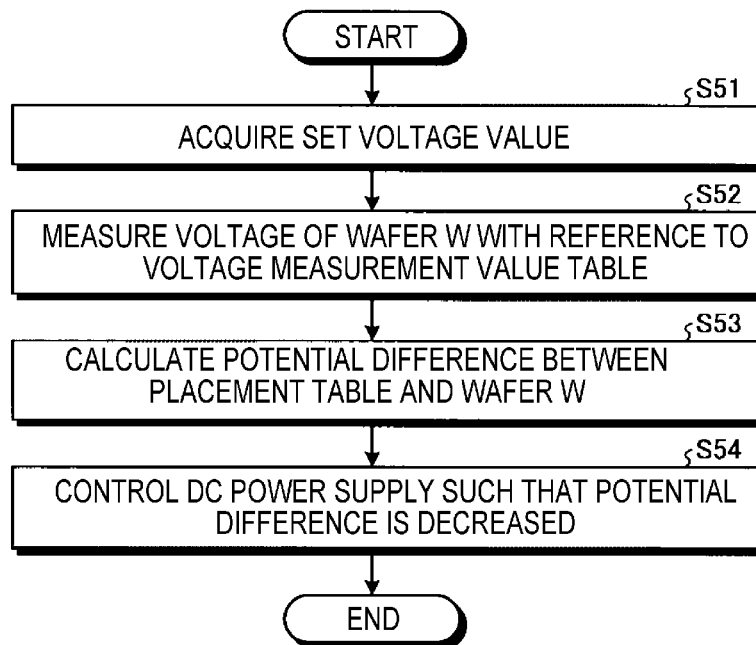 START
S51
ACQUIRE SET VOLTAGE VALUE
S52
MEASURE VOLTAGE OF WAFER W WITH REFERENCE TO
VOLTAGE MEASUREMENT VALUE TABLE
S53
CALCULATE POTENTIAL DIFFERENCE BETWEEN
PLACEMENT TABLE AND WAFER W
S54
CONTROL DC POWER SUPPLY SUCH THAT POTENTIAL
DIFFERENCE IS DECREASED
END